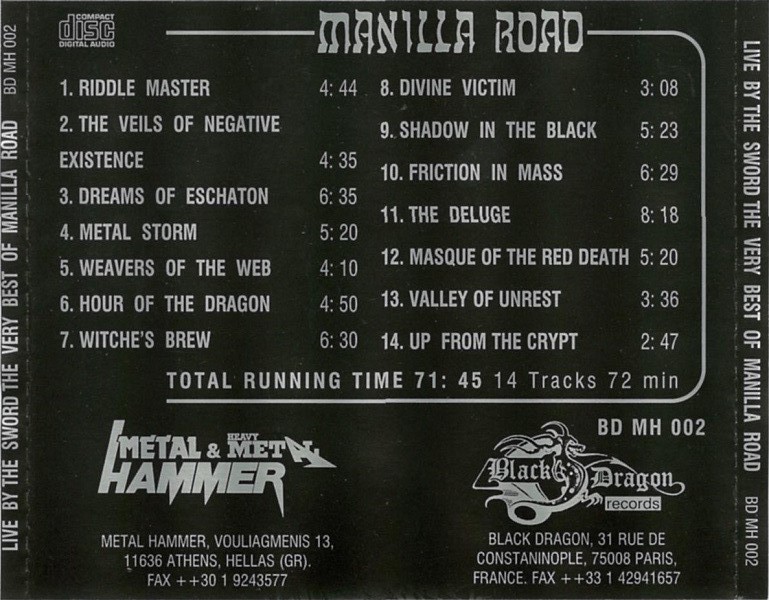 COMPACT
disc
DIGITAL AUDIO
MANILLA ROAD
1. RIDDLE MASTER 4: 44
2. THE VEILS OF NEGATIVE
EXISTENCE 4: 35
3. DREAMS OF ESCHATON 6: 35
4. METAL STORM 5: 20
5. WEAVERS OF THE WEB 4: 10
6. HOUR OF THE DRAGON 4: 50
7. WITCHE'S BREW 6: 30
8. DIVINE VICTIM 3: 08
9. SHADOW IN THE BLACK 5: 23
10. FRICTION IN MASS 6: 29
11. THE DELUGE 8: 18
12. MASQUE OF THE RED DEATH 5: 20
13. VALLEY OF UNREST 3: 36
14. UP FROM THE CRYPT 2: 47
TOTAL RUNNING TIME 71: 45 14 Tracks 72 min
METAL & HEAVY METAL
HAMMER
METAL HAMMER, VOULIAGMENIS 13,
11636 ATHENS, HELLAS (GR).
FAX ++30 1 9243577
BD MH 002
Black Dragon
records
BLACK DRAGON, 31 RUE DE
CONSTANINOPLE, 75008 PARIS,
FRANCE. FAX ++33 1 42941657
LIVE BY THE SWORD THE VERY BEST OF MANILLA ROAD BD MH 002
LIVE BY THE SWORD THE VERY BEST OF MANILLA ROAD BD MH 002